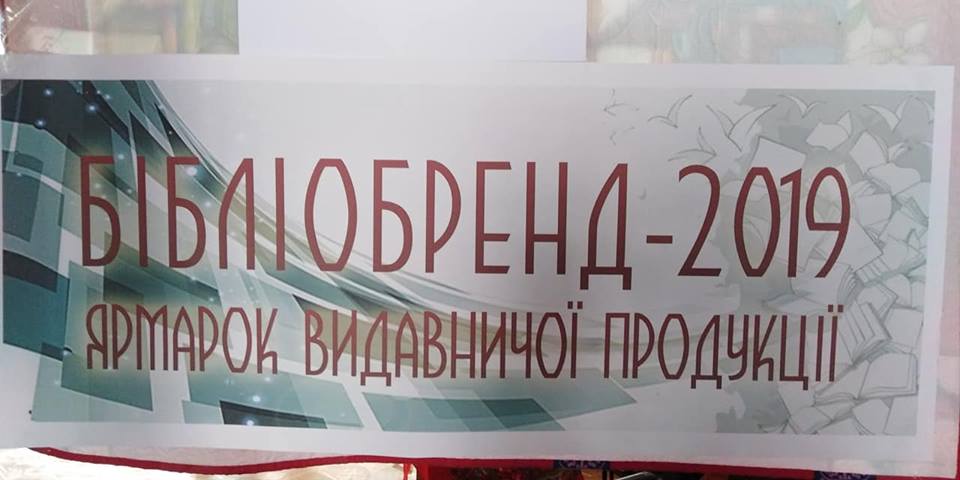 БІБЛІОБРЕНД-2019
ЯРМАРОК ВИДАВНИЧОЇ ПРОДУКЦІЇ